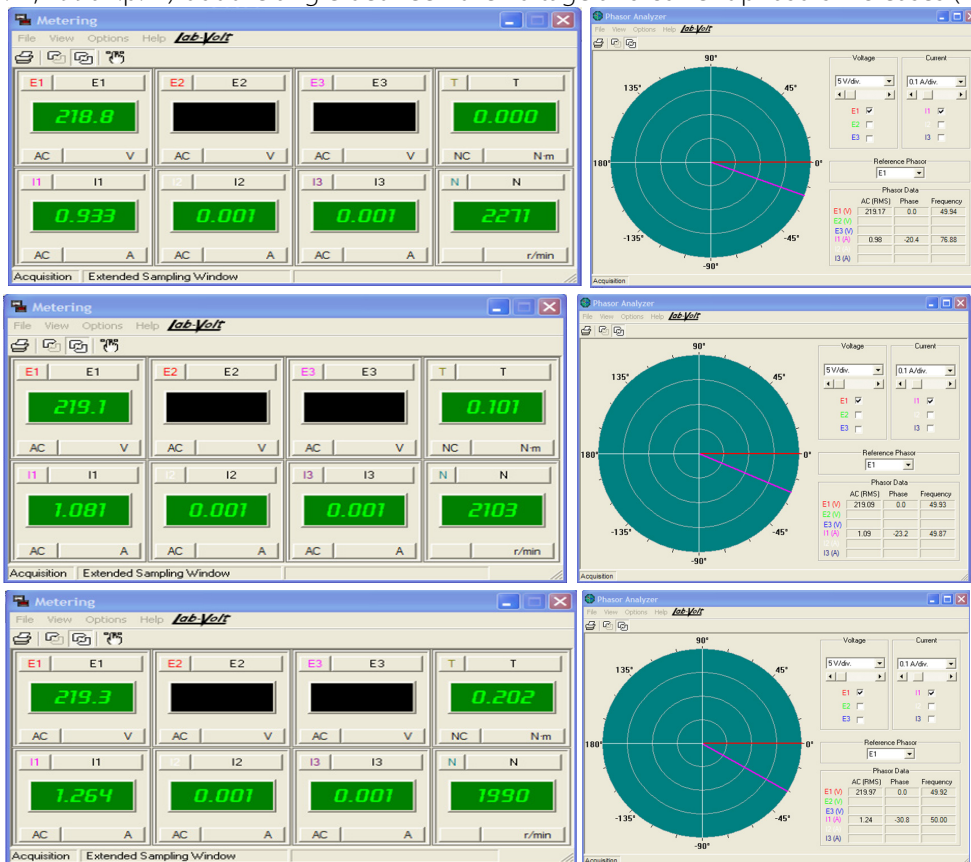 Metering
File View Options Help Lab-Volt
E1 E1 E2 E2 E3 E3 T T
218.8 0.000
AC V AC V AC V NC N·m
I1 I1 I2 I2 I3 I3 N N
0.933 0.001 0.001 2271
AC A AC A AC A r/min
Acquisition Extended Sampling Window
Phasor Analyzer
File View Options Help Lab-Volt
90°
135° 45°
180° 0°
-135° -45°
-90°
Voltage Current
5 V/div. 0.1 A/div.
E1 I1
E2
E3 I3
Reference Phasor
E1
Phasor Data
AC (RMS) Phase Frequency
E1 (V) 219.17 0.0 49.94
E2 (V)
E3 (V)
I1 (A) 0.98 -20.4 76.88
I3 (A)
Acquisition
Metering
File View Options Help Lab-Volt
E1 E1 E2 E2 E3 E3 T T
219.1 0.101
AC V AC V AC V NC N·m
I1 I1 I2 I2 I3 I3 N N
1.081 0.001 0.001 2103
AC A AC A AC A r/min
Acquisition Extended Sampling Window
Phasor Analyzer
File View Options Help Lab-Volt
90°
135° 45°
180° 0°
-135° -45°
-90°
Voltage Current
5 V/div. 0.1 A/div.
E1 I1
E2
E3 I3
Reference Phasor
E1
Phasor Data
AC (RMS) Phase Frequency
E1 (V) 219.09 0.0 49.93
E2 (V)
E3 (V)
I1 (A) 1.09 -23.2 49.87
I3 (A)
Acquisition
Metering
File View Options Help Lab-Volt
E1 E1 E2 E2 E3 E3 T T
219.3 0.202
AC V AC V AC V NC N·m
I1 I1 I2 I2 I3 I3 N N
1.264 0.001 0.001 1990
AC A AC A AC A r/min
Acquisition Extended Sampling Window
Phasor Analyzer
File View Options Help Lab-Volt
90°
135° 45°
180° 0°
-135° -45°
-90°
Voltage Current
5 V/div. 0.1 A/div.
E1 I1
E2
E3 I3
Reference Phasor
E1
Phasor Data
AC (RMS) Phase Frequency
E1 (V) 219.97 0.0 49.92
E2 (V)
E3 (V)
I1 (A) 1.24 -30.8 50.00
I3 (A)
Acquisition